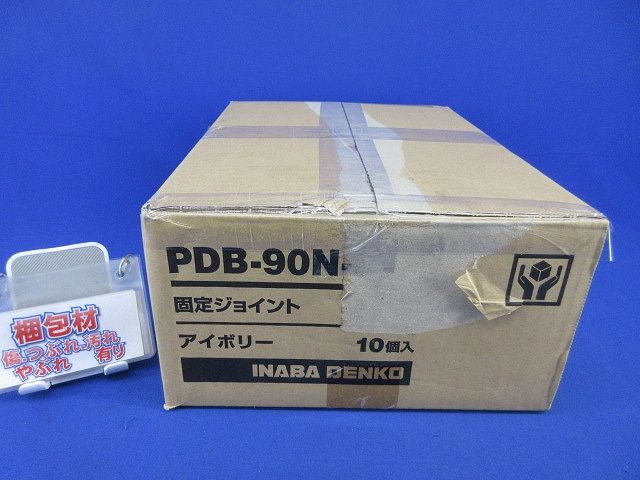 PDB-90N-
固定ジョイント
アイボリー 10個入
INABA DENKO
梱包材
傷.つぶれ.汚れ
やぶれ 有り